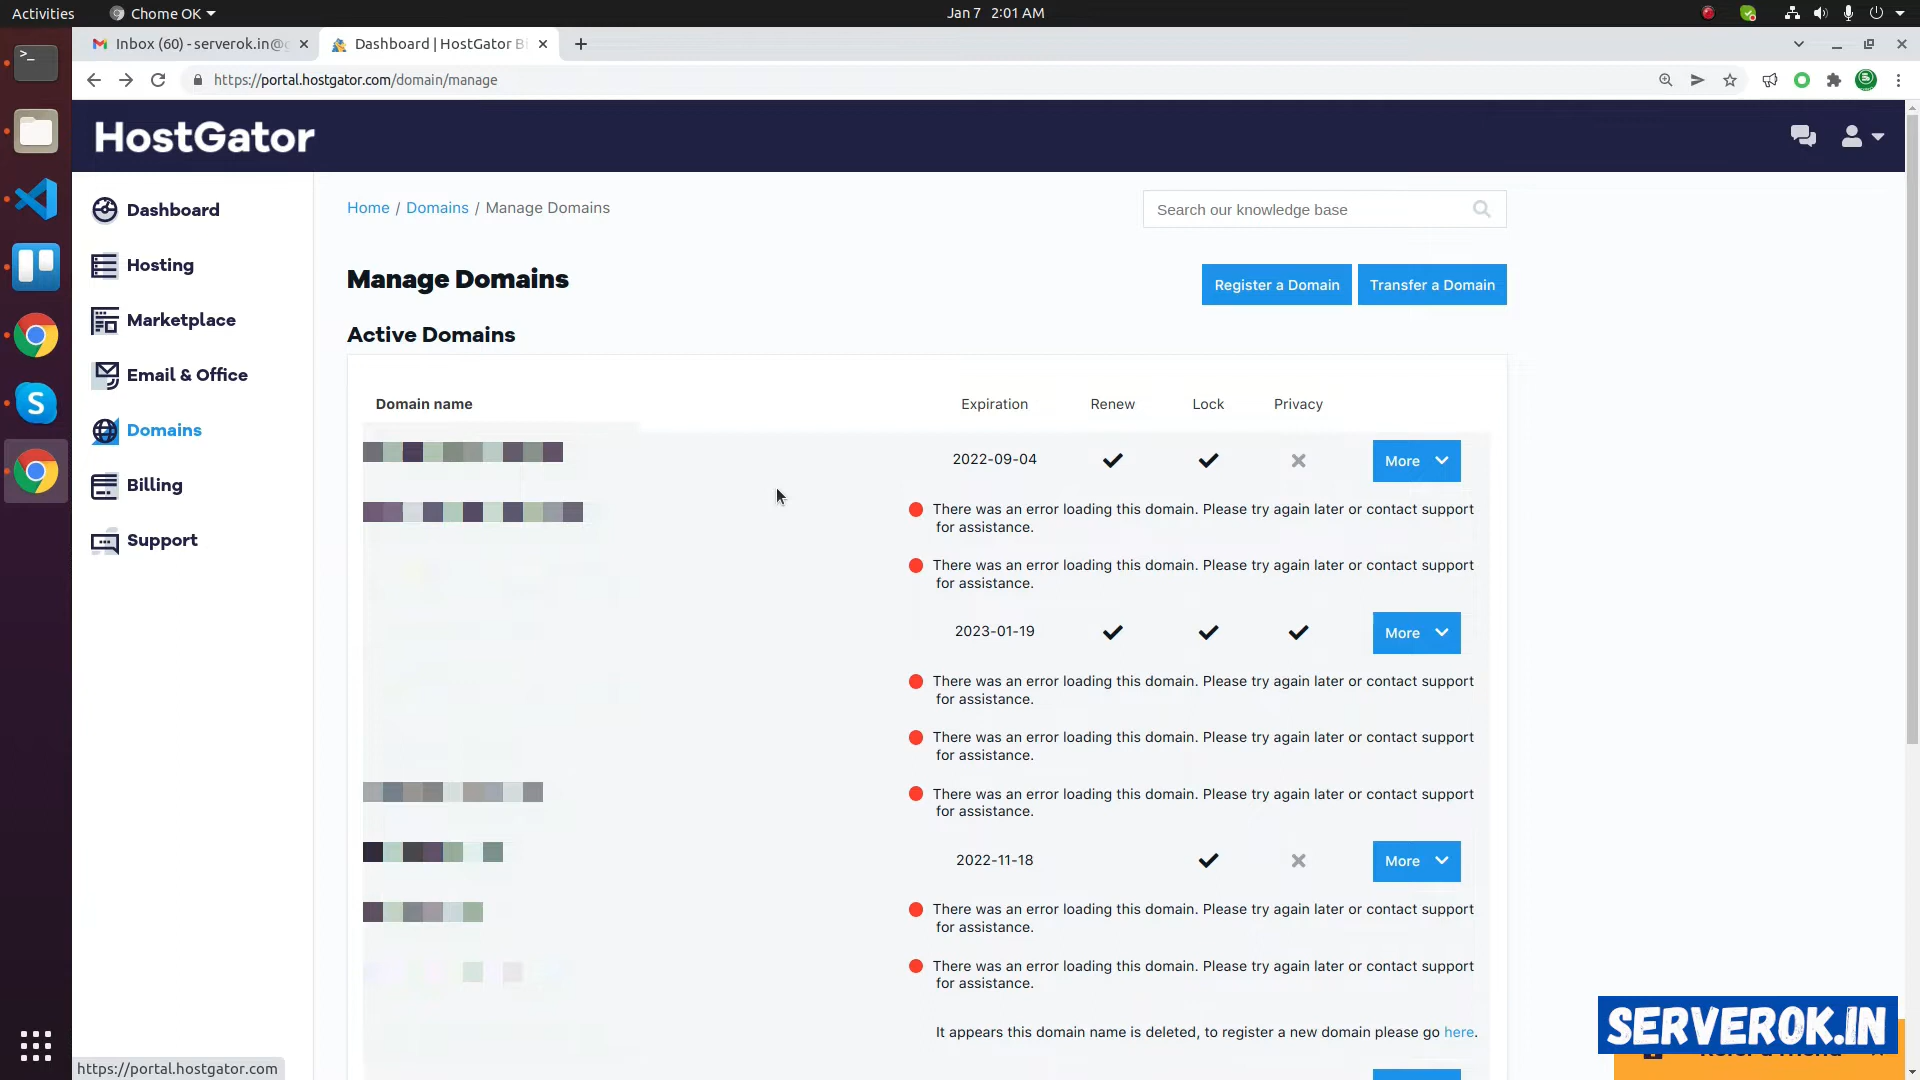 Activities
Chome OK
Jan 7 2:01 AM
Inbox (60) - serverok.in@g
Dashboard | HostGator Bi
https://portal.hostgator.com/domain/manage
HostGator
Dashboard
Hosting
Marketplace
Email & Office
Domains
Billing
Support
Home / Domains / Manage Domains
Search our knowledge base
Manage Domains
Register a Domain
Transfer a Domain
Active Domains
Domain name Expiration Renew Lock Privacy
2022-09-04 More
There was an error loading this domain. Please try again later or contact support
for assistance.
There was an error loading this domain. Please try again later or contact support
for assistance.
2023-01-19 More
There was an error loading this domain. Please try again later or contact support
for assistance.
There was an error loading this domain. Please try again later or contact support
for assistance.
There was an error loading this domain. Please try again later or contact support
for assistance.
2022-11-18 More
There was an error loading this domain. Please try again later or contact support
for assistance.
There was an error loading this domain. Please try again later or contact support
for assistance.
It appears this domain name is deleted, to register a new domain please go here.
SERVEROK.IN
https://portal.hostgator.com